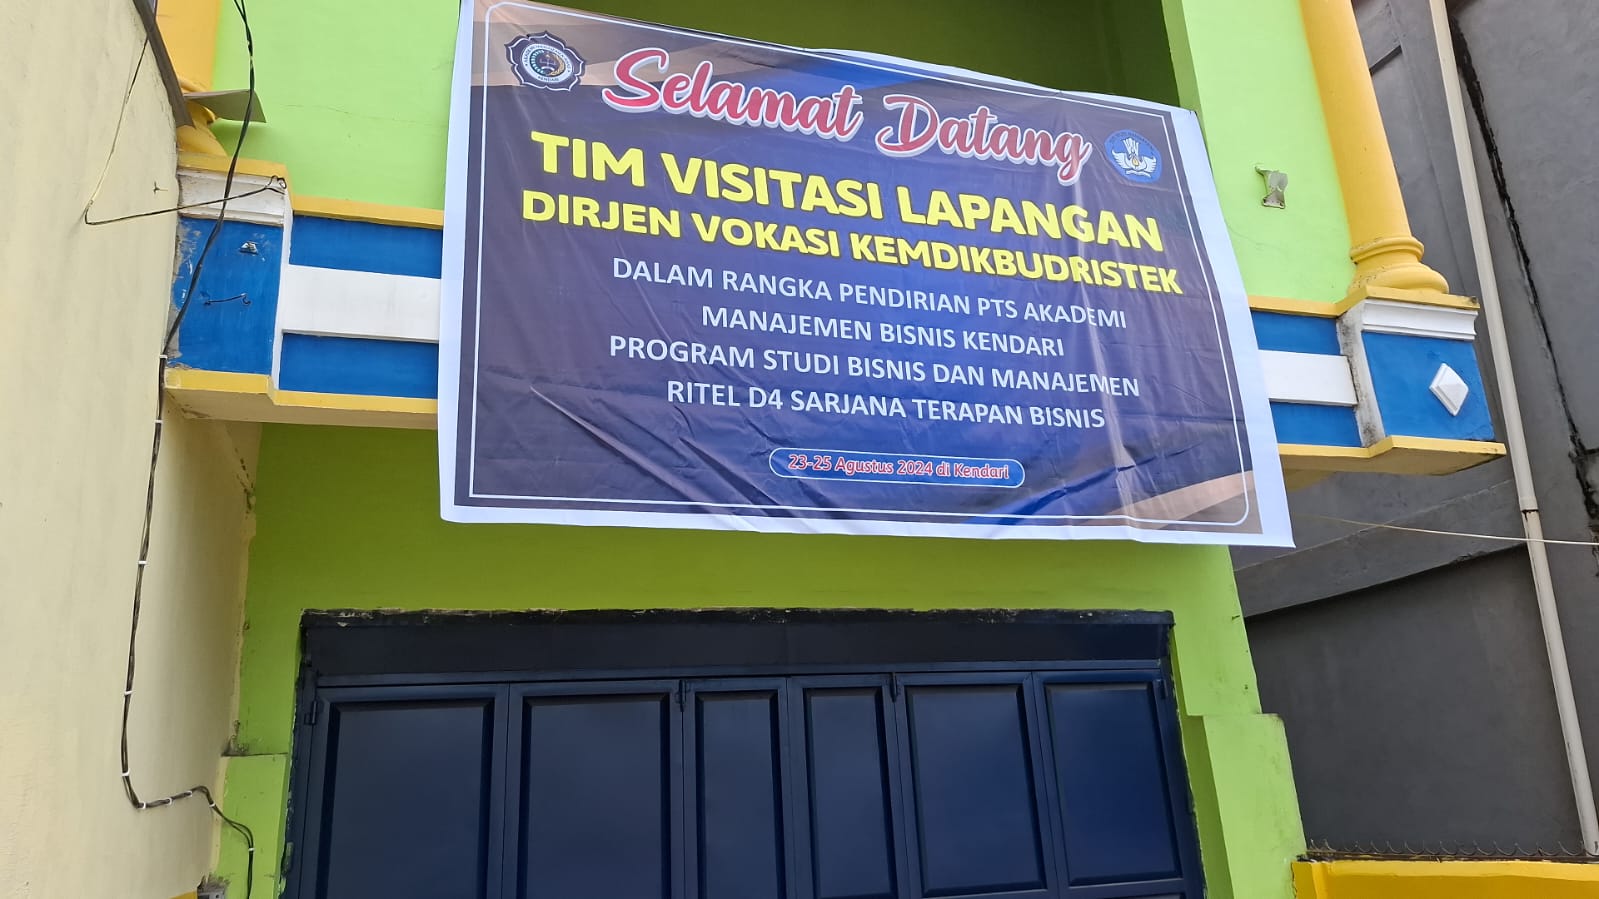 Selamat Datang
TIM VISITASI LAPANGAN
DIRJEN VOKASI KEMDIKBUDRISTEK
DALAM RANGKA PENDIRIAN PTS AKADEMI
MANAJEMEN BISNIS KENDARI
PROGRAM STUDI BISNIS DAN MANAJEMEN
RITEL D4 SARJANA TERAPAN BISNIS
23-25 Agustus 2024 di Kendari